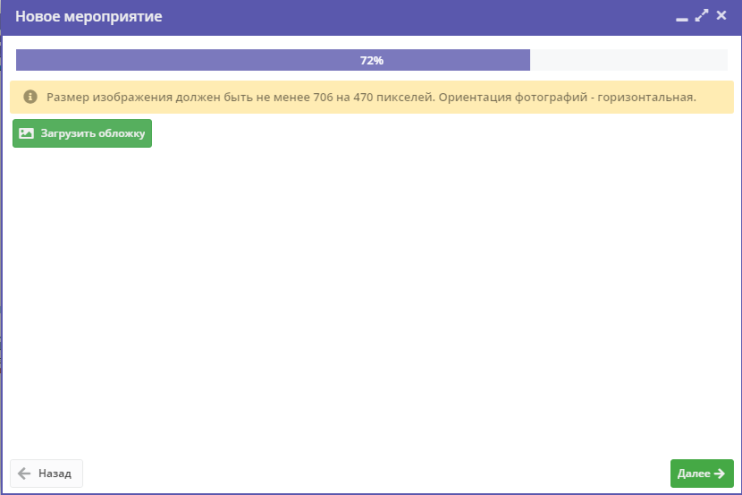 Новое мероприятие
72%
Размер изображения должен быть не менее 706 на 470 пикселей. Ориентация фотографий - горизонтальная.
Загрузить обложку
Назад
Далее